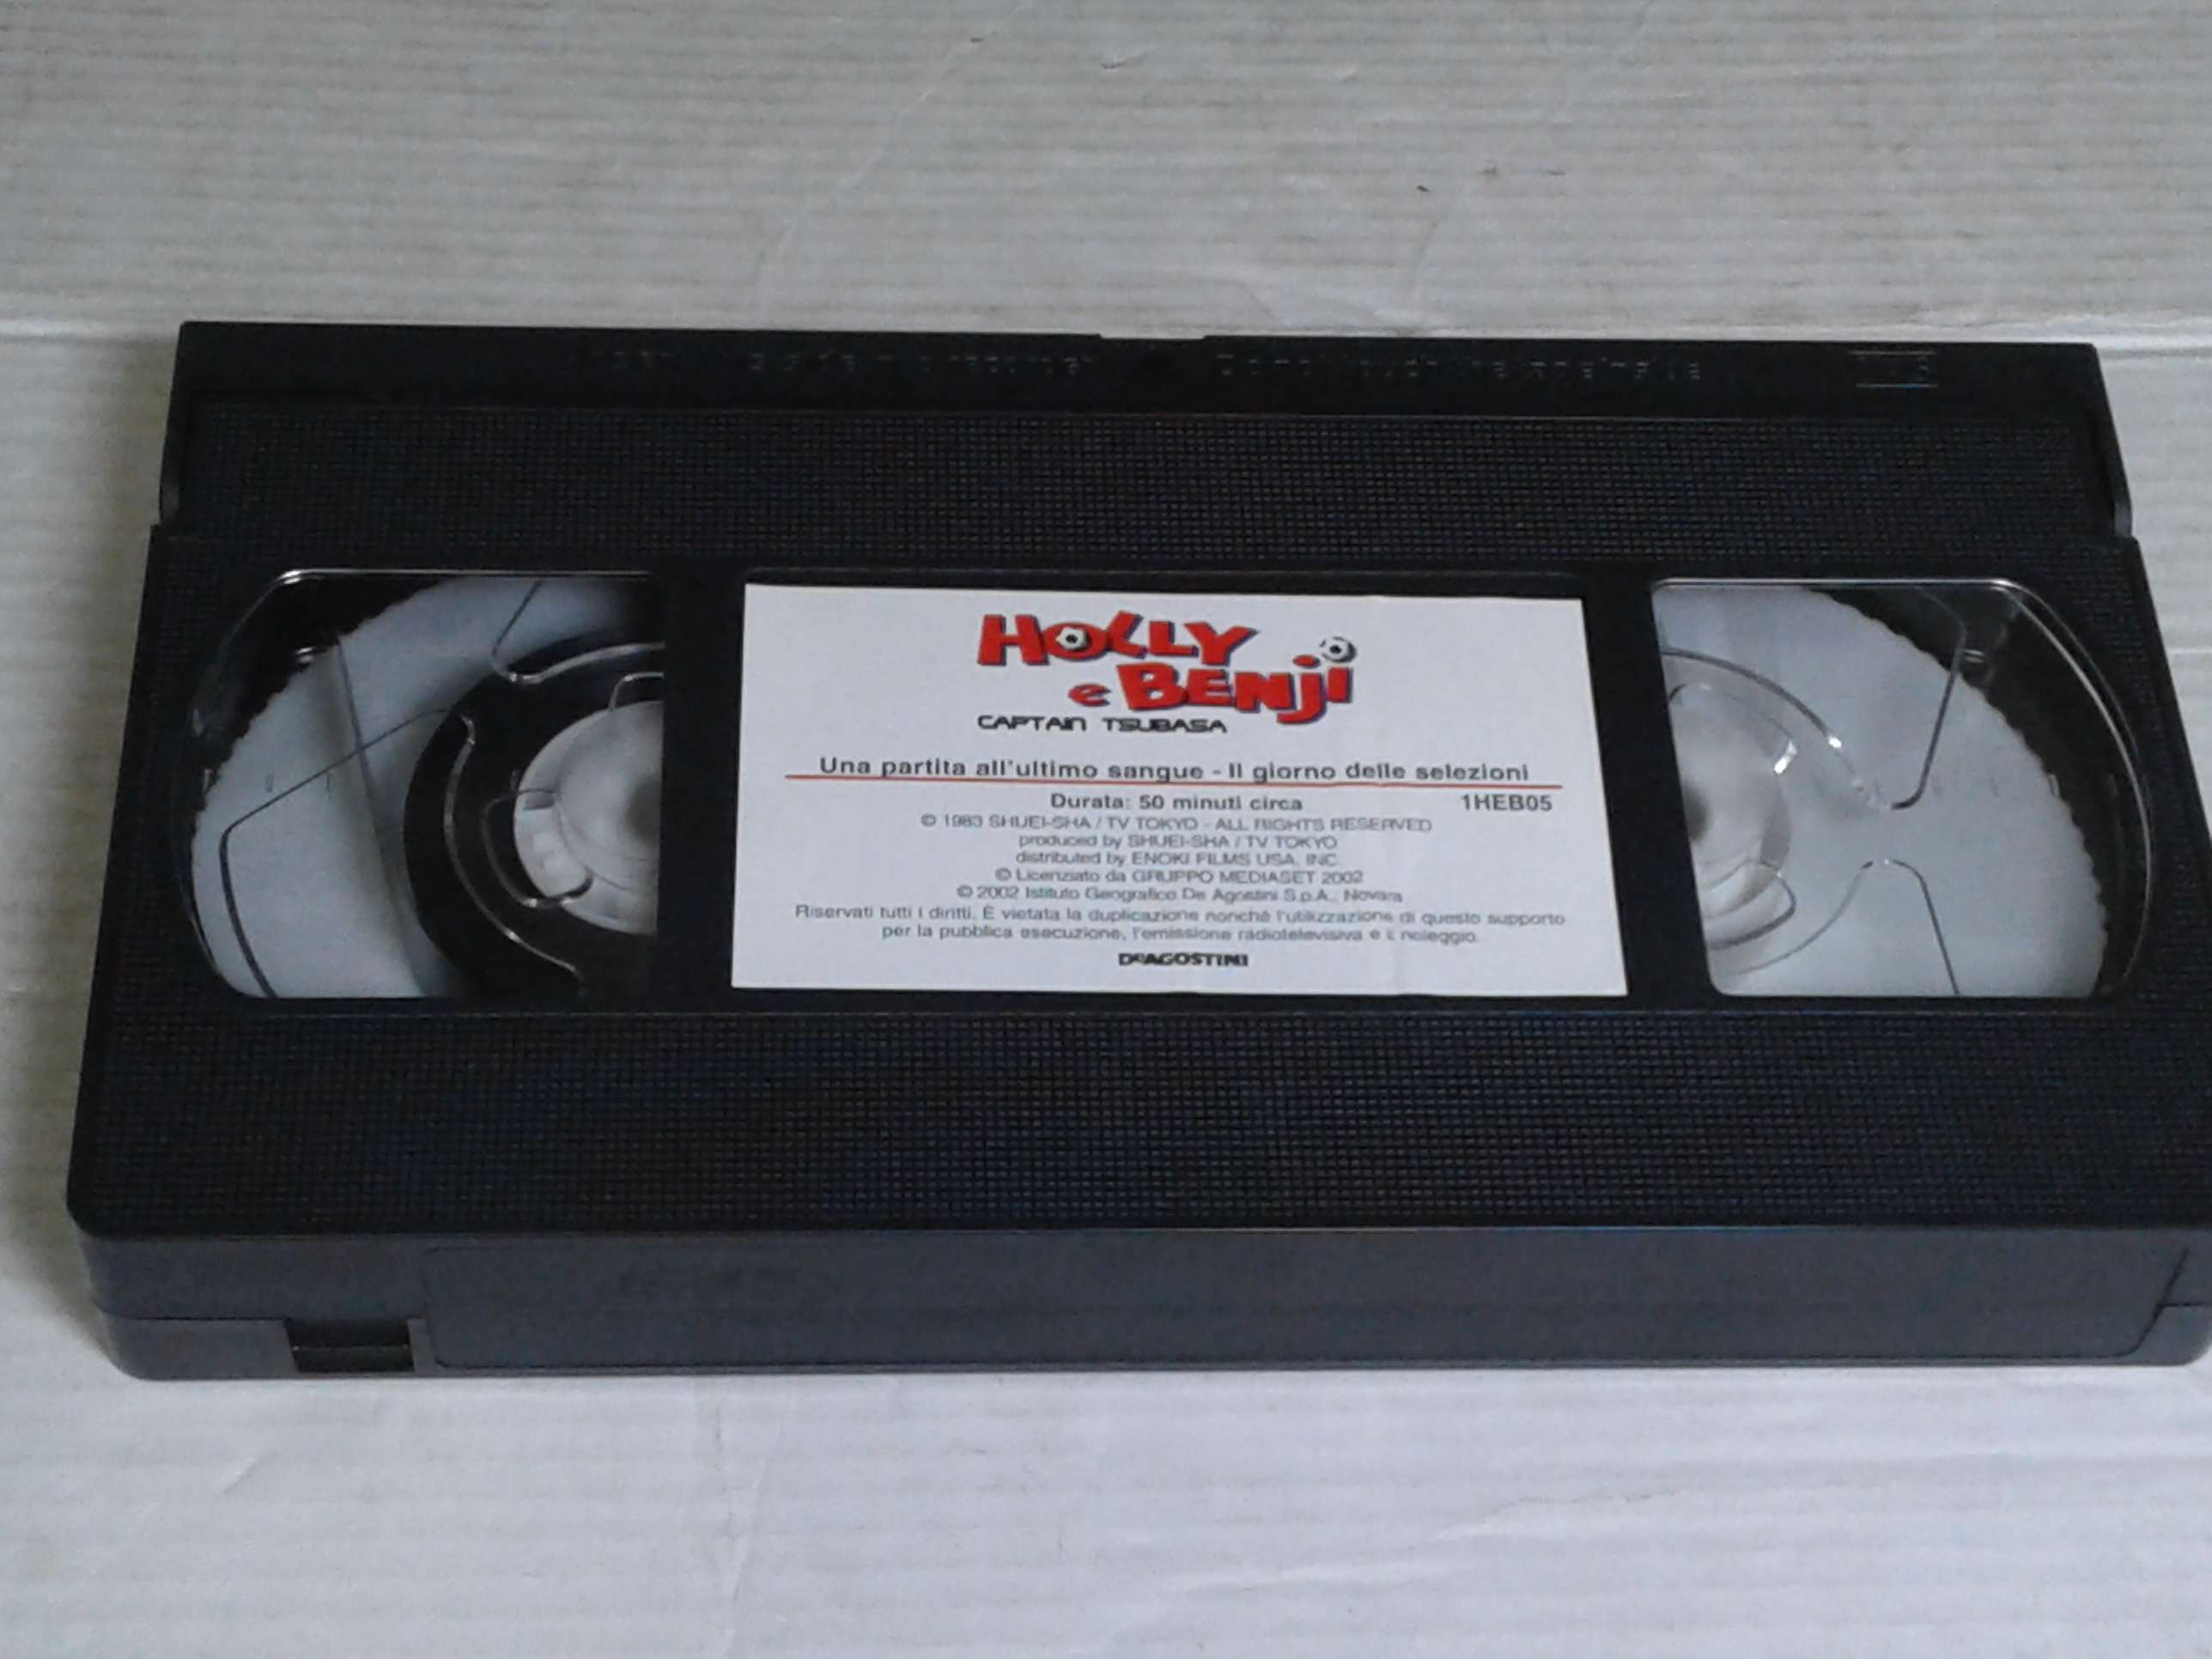 HOLLY
e BENJI
CAPTAIN TSUBASA
Una partita all'ultimo sangue - Il giorno delle selezioni
Durata: 50 minuti circa 1HEB05
© 1983 SHUEI-SHA / TV TOKYO - ALL RIGHTS RESERVED
produced by SHUEI-SHA / TV TOKYO
distributed by ENOKI FILMS USA, INC.
© Licenziato da GRUPPO MEDIASET 2002
© 2002 Istituto Geografico De Agostini S.p.A., Novara
Riservati tutti i diritti. È vietata la duplicazione nonché l'utilizzazione di questo supporto
per la pubblica esecuzione, l'emissione radiotelevisiva e il noleggio.
DeAGOSTINI